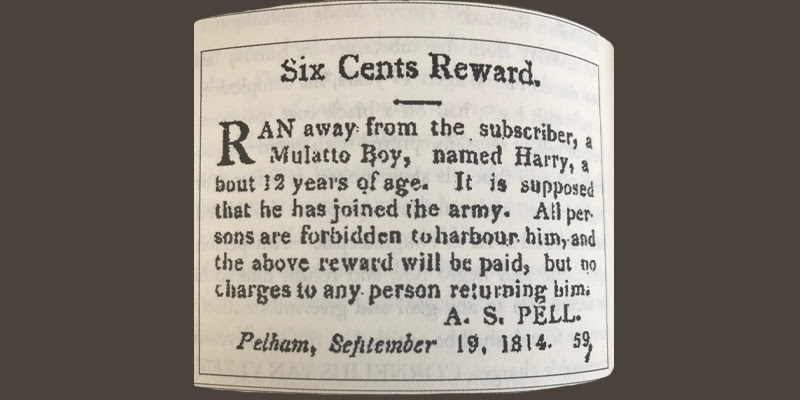 Six Cents Reward.
RAN away from the subscriber, a
Mulatto Boy, named Harry, a
bout 12 years of age. It is supposed
that he has joined the army. All per-
sons are forbidden to harbour him, and
the above reward will be paid, but no
charges to any person returning him.
A. S. PELL.
Pelham, September 19, 1814. 59,